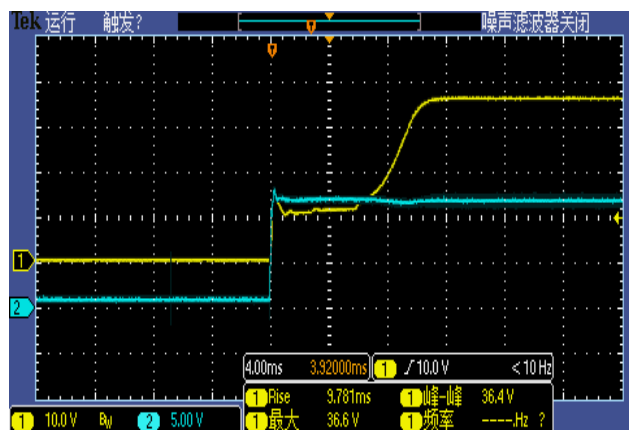 Tek 运行 触发? 噪声滤波器关闭
T
T
1
2
4.00ms 3.92000ms 1 ∫ 10.0 V < 10 Hz
1 Rise 9.781ms 1 峰-峰 36.4 V
1 最大 36.6 V 1 频率 -----.Hz ?
1 10.0 V BW 2 5.00 V